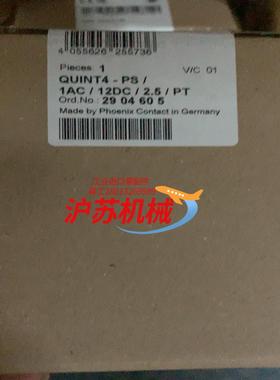 4 055626 255736
Pieces: 1
V/C 01
QUINT4 - PS /
1AC / 12DC / 2.5 / PT
Ord.No.: 29 04 60 5
Made by Phoenix Contact in Germany
沪苏机械